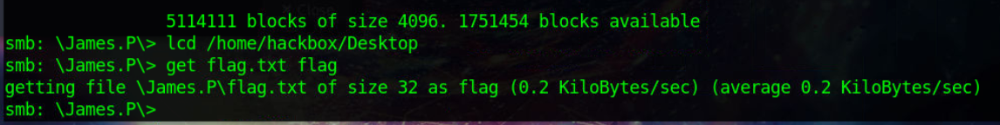 Close
5114111 blocks of size 4096. 1751454 blocks available
smb: \James.P\> lcd /home/hackbox/Desktop
smb: \James.P\> get flag.txt flag
getting file \James.P\flag.txt of size 32 as flag (0.2 KiloBytes/sec) (average 0.2 KiloBytes/sec)
smb: \James.P\>